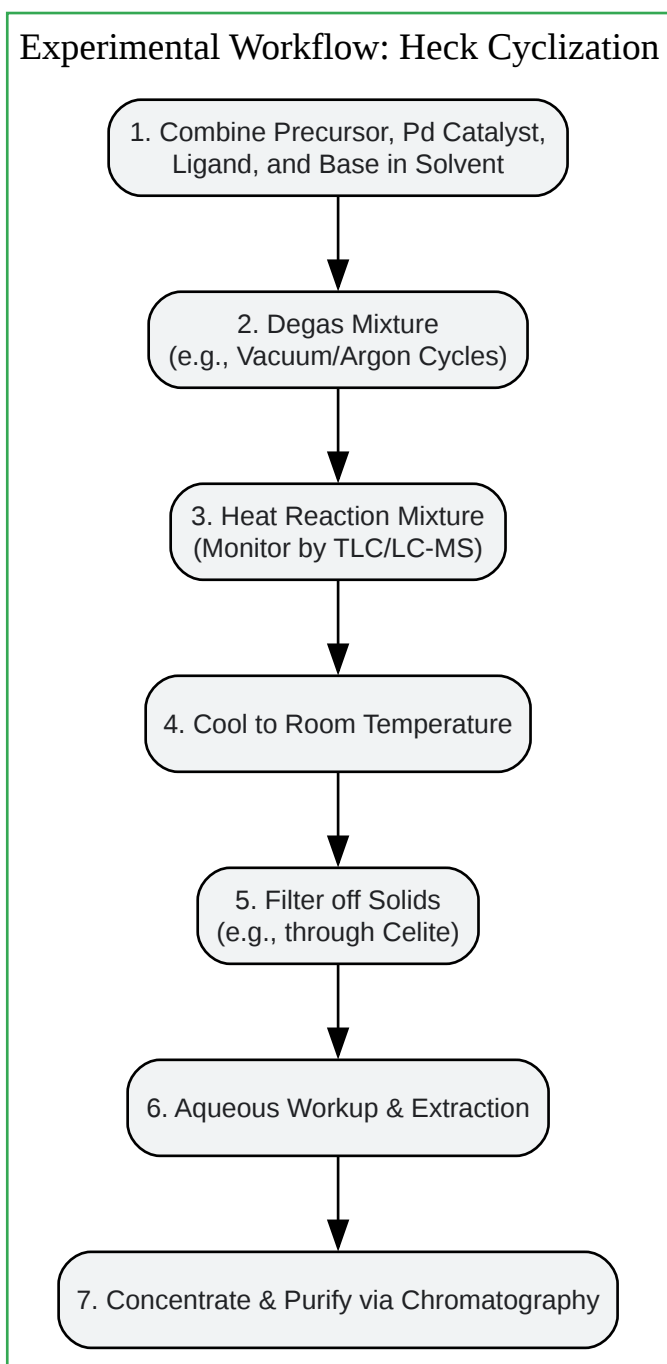 Experimental Workflow: Heck Cyclization
1. Combine Precursor, Pd Catalyst,
Ligand, and Base in Solvent
2. Degas Mixture
(e.g., Vacuum/Argon Cycles)
3. Heat Reaction Mixture
(Monitor by TLC/LC-MS)
4. Cool to Room Temperature
5. Filter off Solids
(e.g., through Celite)
6. Aqueous Workup & Extraction
7. Concentrate & Purify via Chromatography